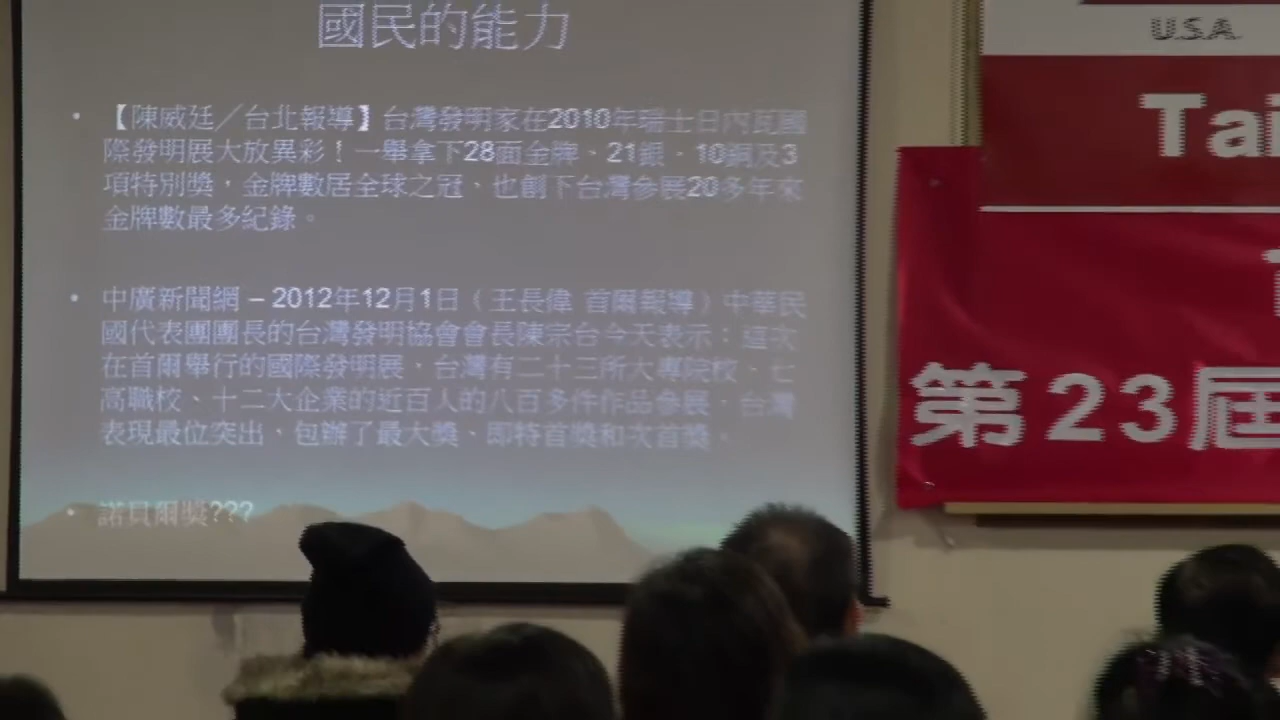 國民的能力
• 【陳威廷／台北報導】台灣發明家在2010年瑞士日內瓦國
際發明展大放異彩！一舉拿下28面金牌、21銀、10銅及3
項特別獎，金牌數居全球之冠、也創下台灣參展20多年來
金牌數最多紀錄。
• 中廣新聞網 – 2012年12月1日（王長偉 首爾報導）中華民
國代表團團長的台灣發明協會會長陳宗台今天表示：這次
在首爾舉行的國際發明展，台灣有二十三所大專院校、七
高職校、十二大企業的近百人的八百多件作品參展，台灣
表現最位突出、包辦了最大獎、即特首獎和次首獎。
• 諾貝爾獎???
U.S.A.
Tai
第23屆